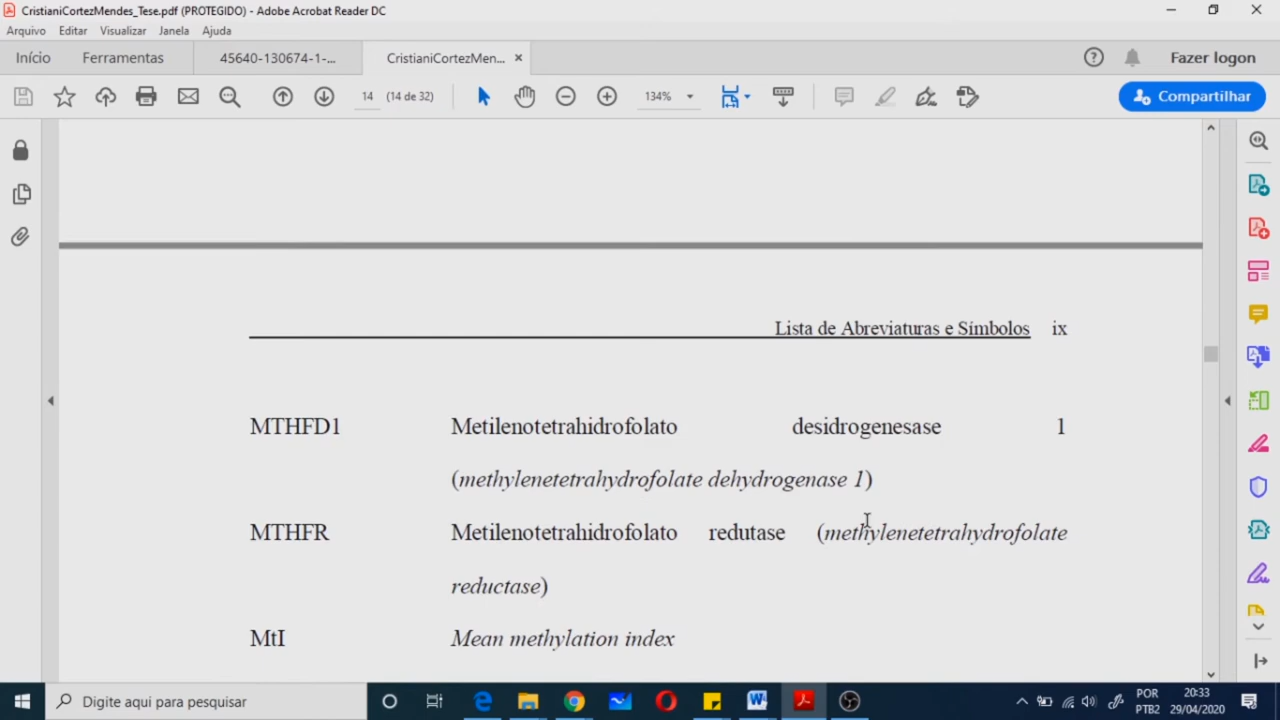 CristianiCortezMendes_Tese.pdf (PROTEGIDO) - Adobe Acrobat Reader DC
Arquivo Editar Visualizar Janela Ajuda
Início Ferramentas 45640-130674-1-... CristianiCortezMen... × Fazer logon
14 (14 de 32) 134% Compartilhar
Lista de Abreviaturas e Símbolos ix
MTHFD1 Metilenotetrahidrofolato desidrogenesase 1
(methylenetetrahydrofolate dehydrogenase 1)
MTHFR Metilenotetrahidrofolato redutase (methylenetetrahydrofolate
reductase)
MtI Mean methylation index
Digite aqui para pesquisar POR 20:33
PTB2 29/04/2020